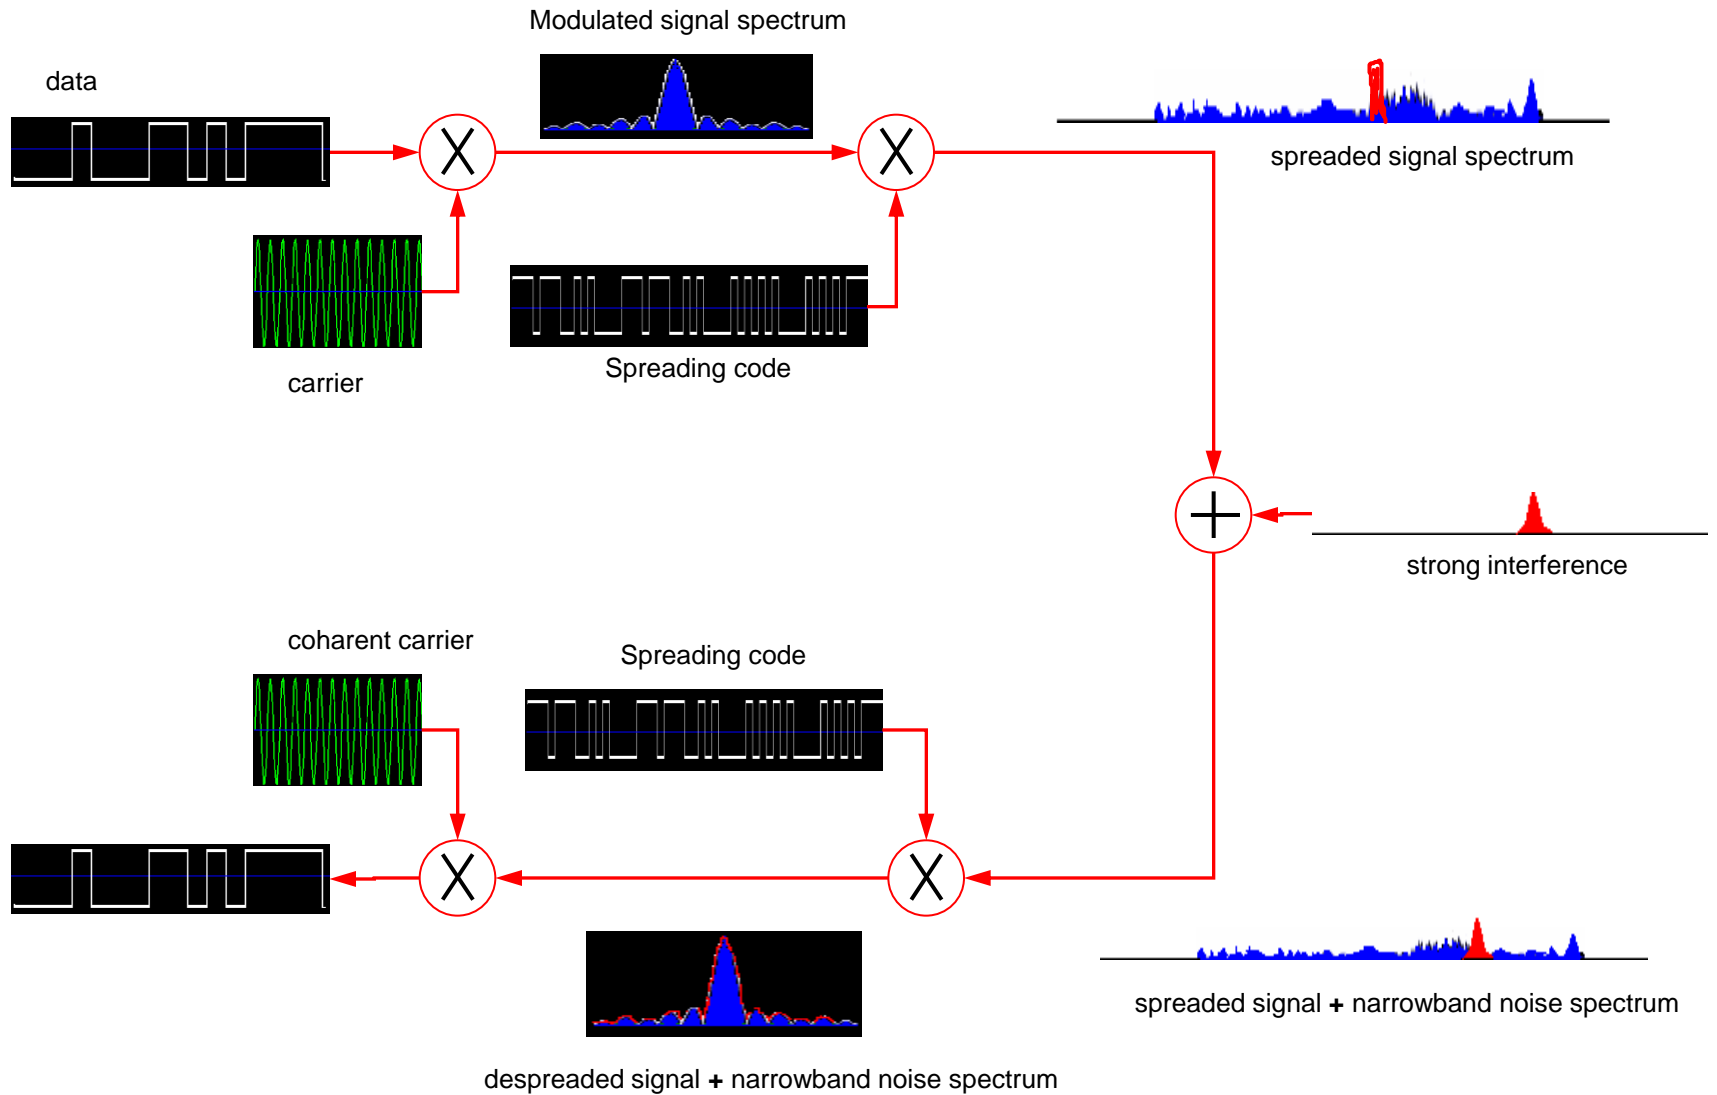 Modulated signal spectrum
data
spreaded signal spectrum
carrier
Spreading code
strong interference
coharent carrier
Spreading code
spreaded signal + narrowband noise spectrum
despreaded signal + narrowband noise spectrum